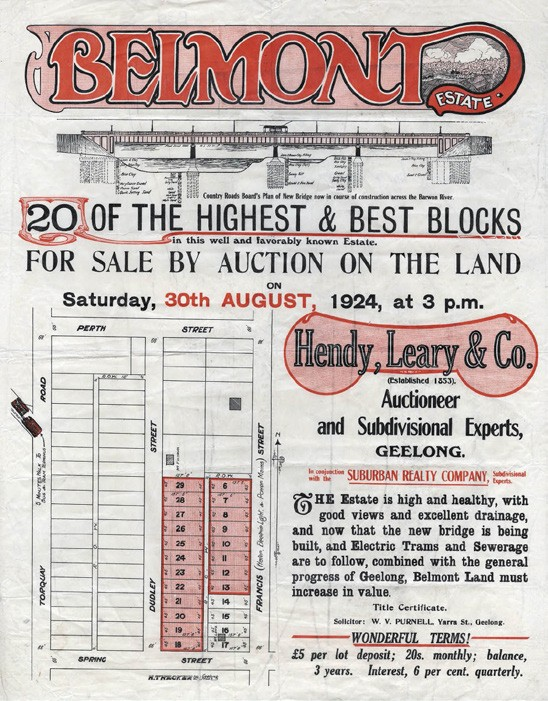 BELMONT
ESTATE
Country Roads Board's Plan of New Bridge now in course of construction across the Barwon River.
20 OF THE HIGHEST & BEST BLOCKS
in this well and favorably known Estate.
FOR SALE BY AUCTION ON THE LAND
ON
Saturday, 30th AUGUST, 1924, at 3 p.m.
PERTH STREET
TORQUAY ROAD
DUDLEY STREET
FRANCIS STREET
(Water, Electric Light, & Power Mains)
29 6
28 7
27 8
26 9
25 10
24 11
23 12
22 13
21 14
20 15
19 16
18 17
SPRING STREET
Hendy, Leary & Co.
(Established 1853).
Auctioneer
and Subdivisional Experts,
GEELONG.
In conjunction with the SUBURBAN REALTY COMPANY, Subdivisional Experts.
THE Estate is high and healthy, with
good views and excellent drainage,
and now that the new bridge is being
built, and Electric Trams and Sewerage
are to follow, combined with the general
progress of Geelong, Belmont Land must
increase in value.
Title Certificate.
Solicitor: W. V. PURNELL, Yarra St., Geelong.
WONDERFUL TERMS!
£5 per lot deposit; 20s. monthly; balance,
3 years. Interest, 6 per cent. quarterly.